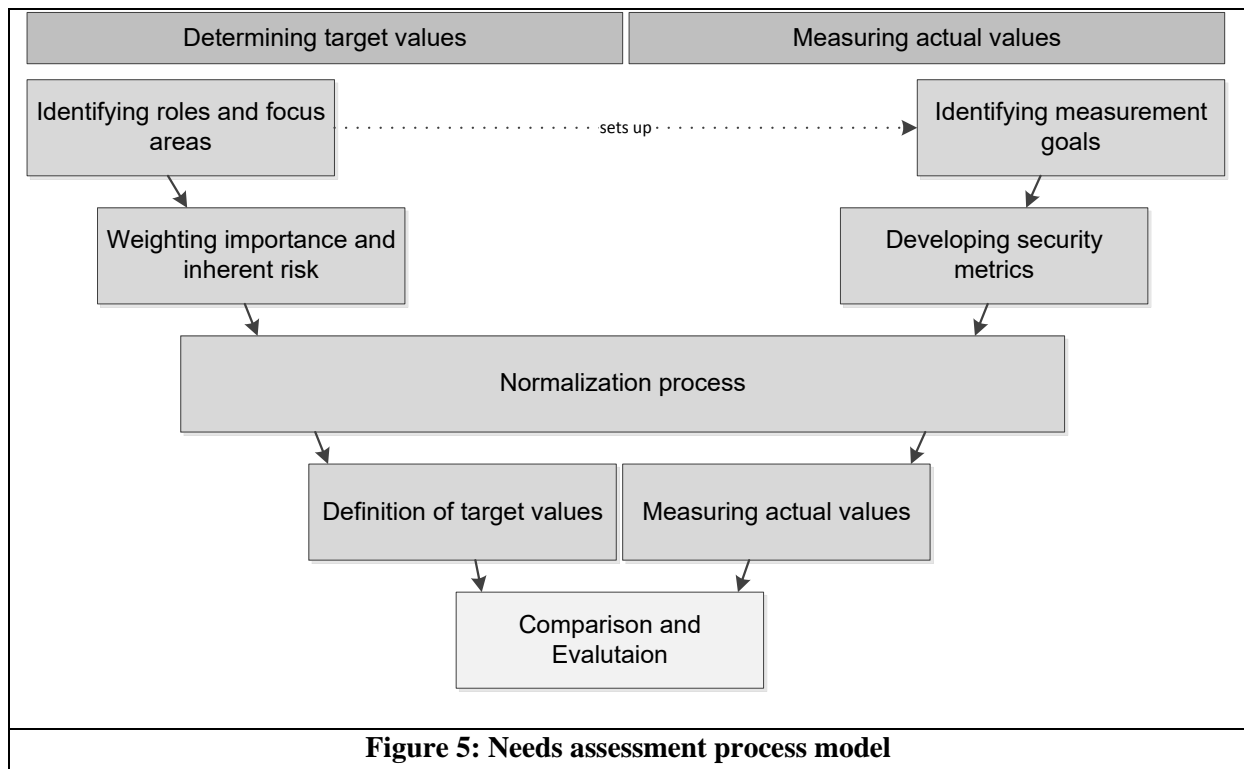 Determining target values
Measuring actual values
Identifying roles and focus
areas
sets up
Identifying measurement
goals
Weighting importance and
inherent risk
Developing security
metrics
Normalization process
Definition of target values
Measuring actual values
Comparison and
Evalutaion
Figure 5: Needs assessment process model